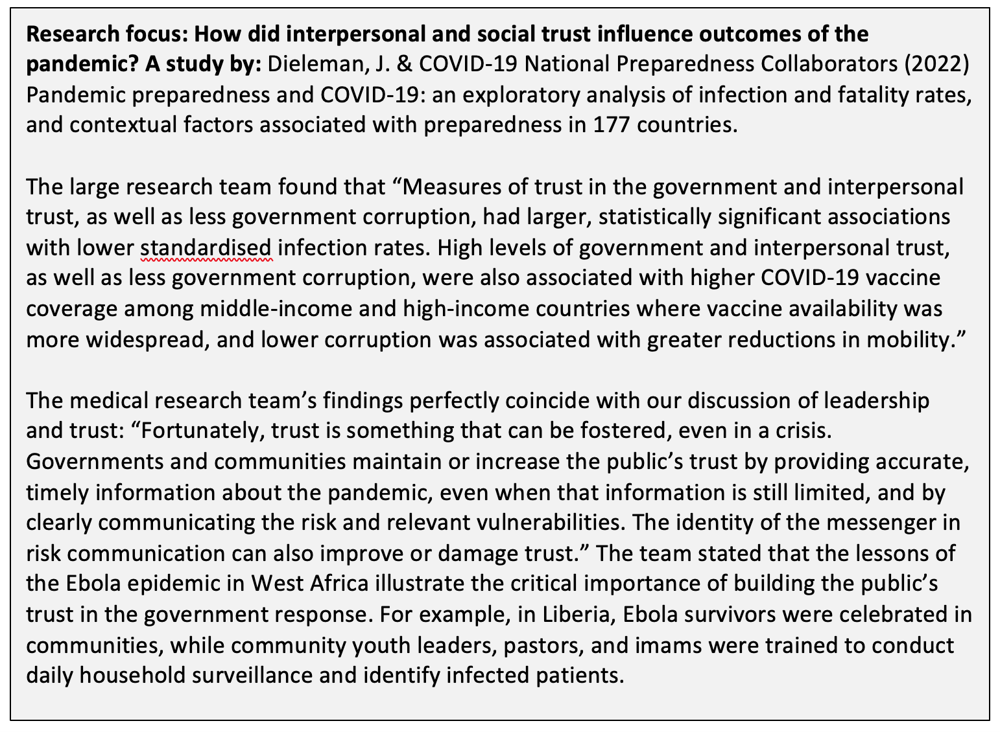 Research focus: How did interpersonal and social trust influence outcomes of the
pandemic? A study by: Dieleman, J. & COVID-19 National Preparedness Collaborators (2022)
Pandemic preparedness and COVID-19: an exploratory analysis of infection and fatality rates,
and contextual factors associated with preparedness in 177 countries.
The large research team found that “Measures of trust in the government and interpersonal
trust, as well as less government corruption, had larger, statistically significant associations
with lower standardised infection rates. High levels of government and interpersonal trust,
as well as less government corruption, were also associated with higher COVID-19 vaccine
coverage among middle-income and high-income countries where vaccine availability was
more widespread, and lower corruption was associated with greater reductions in mobility.”
The medical research team’s findings perfectly coincide with our discussion of leadership
and trust: “Fortunately, trust is something that can be fostered, even in a crisis.
Governments and communities maintain or increase the public’s trust by providing accurate,
timely information about the pandemic, even when that information is still limited, and by
clearly communicating the risk and relevant vulnerabilities. The identity of the messenger in
risk communication can also improve or damage trust.” The team stated that the lessons of
the Ebola epidemic in West Africa illustrate the critical importance of building the public’s
trust in the government response. For example, in Liberia, Ebola survivors were celebrated in
communities, while community youth leaders, pastors, and imams were trained to conduct
daily household surveillance and identify infected patients.